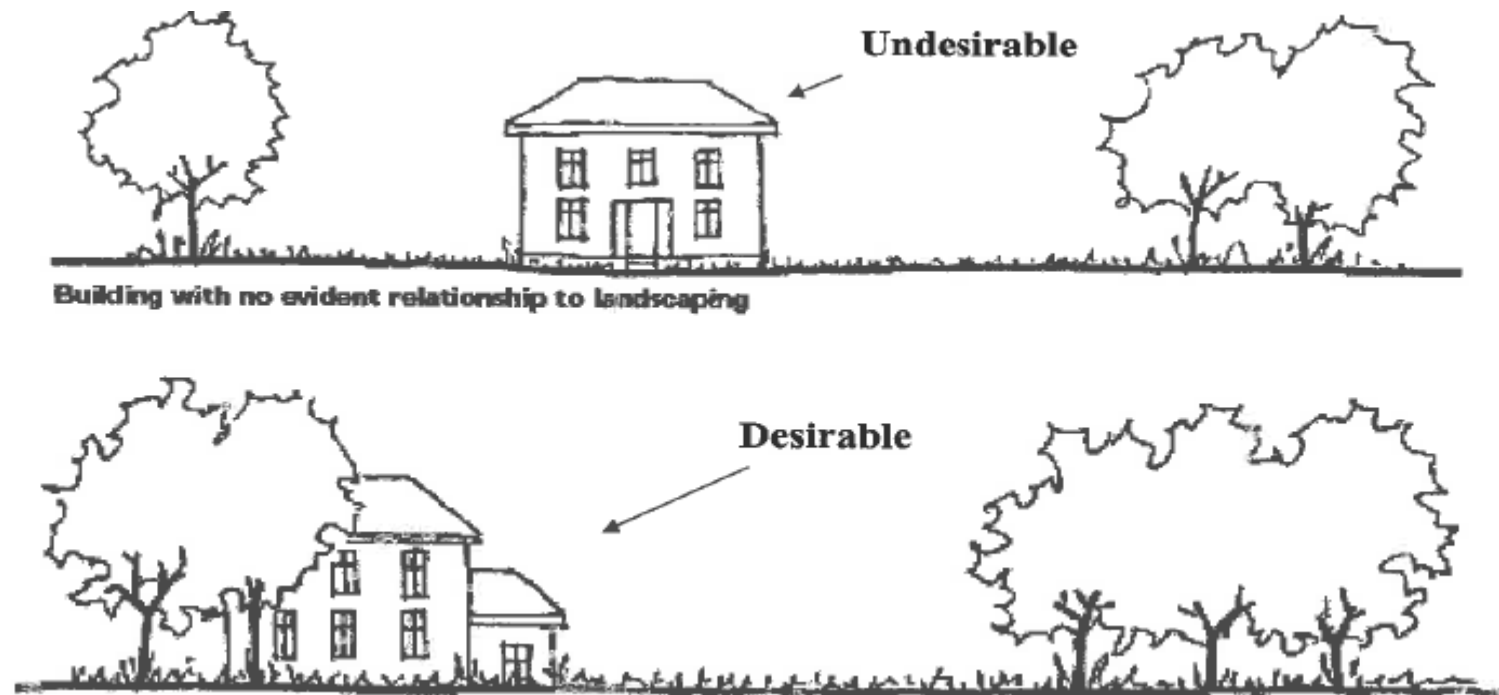 Undesirable
Building with no evident relationship to landscaping
Desirable